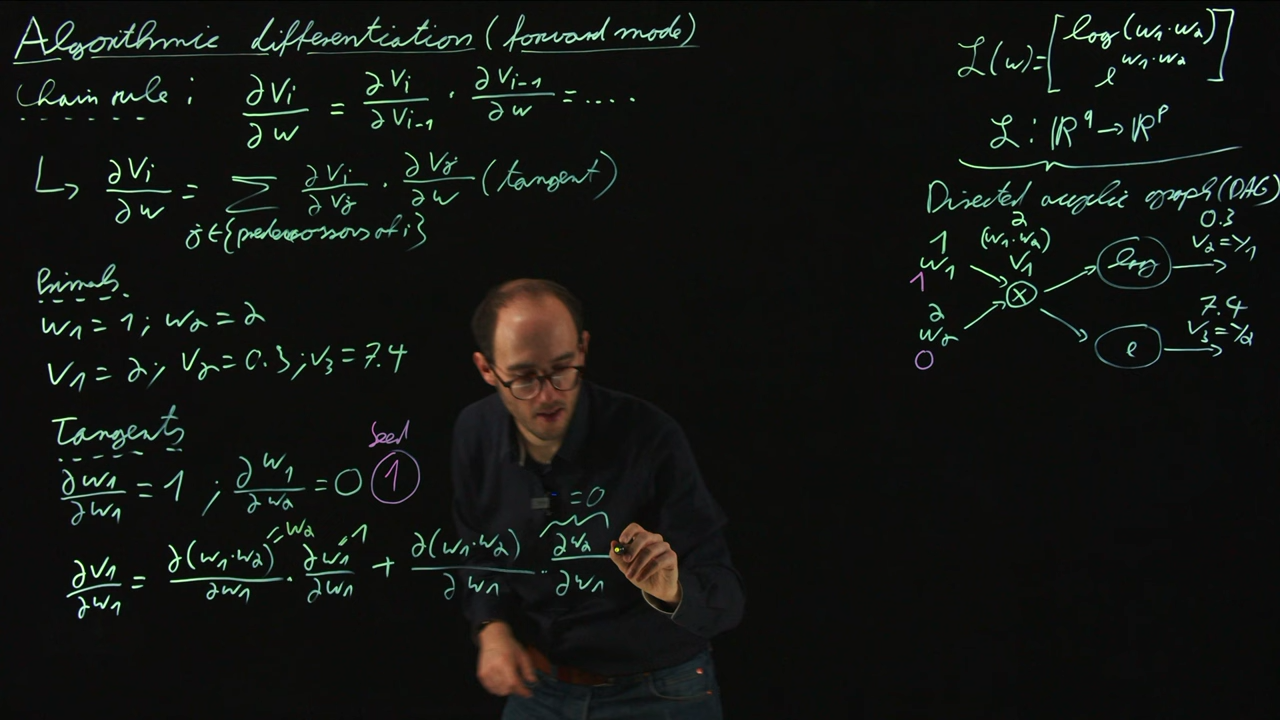 Algorithmic differentiation (forward mode)
Chain rule : ∂Vi/∂w = ∂Vi/∂Vi-1 · ∂Vi-1/∂w = ....
↳ ∂Vi/∂w = Σ ∂Vi/∂Vj · ∂Vj/∂w (tangent)
j∈{predecessors of i}
Primals
w1=1; w2=2
V1=2; V2=0.3; V3=7.4
Tangents
Seed
∂w1/∂w1 = 1 ; ∂w1/∂w2 = 0 1
=w2 =1 =0
∂V1/∂w1 = ∂(w1·w2)/∂w1 · ∂w1/∂w1 + ∂(w1·w2)/∂w1 · ∂w2/∂w1
L(w)=[log(w1·w2)
e^w1·w2]
L : ℝ^q → ℝ^p
Directed acyclic graph (DAG)
2 0.3
1 (w1·w2) V2=y1
w1 V1 log
1 x
2 7.4
w2 e V3=y2
0